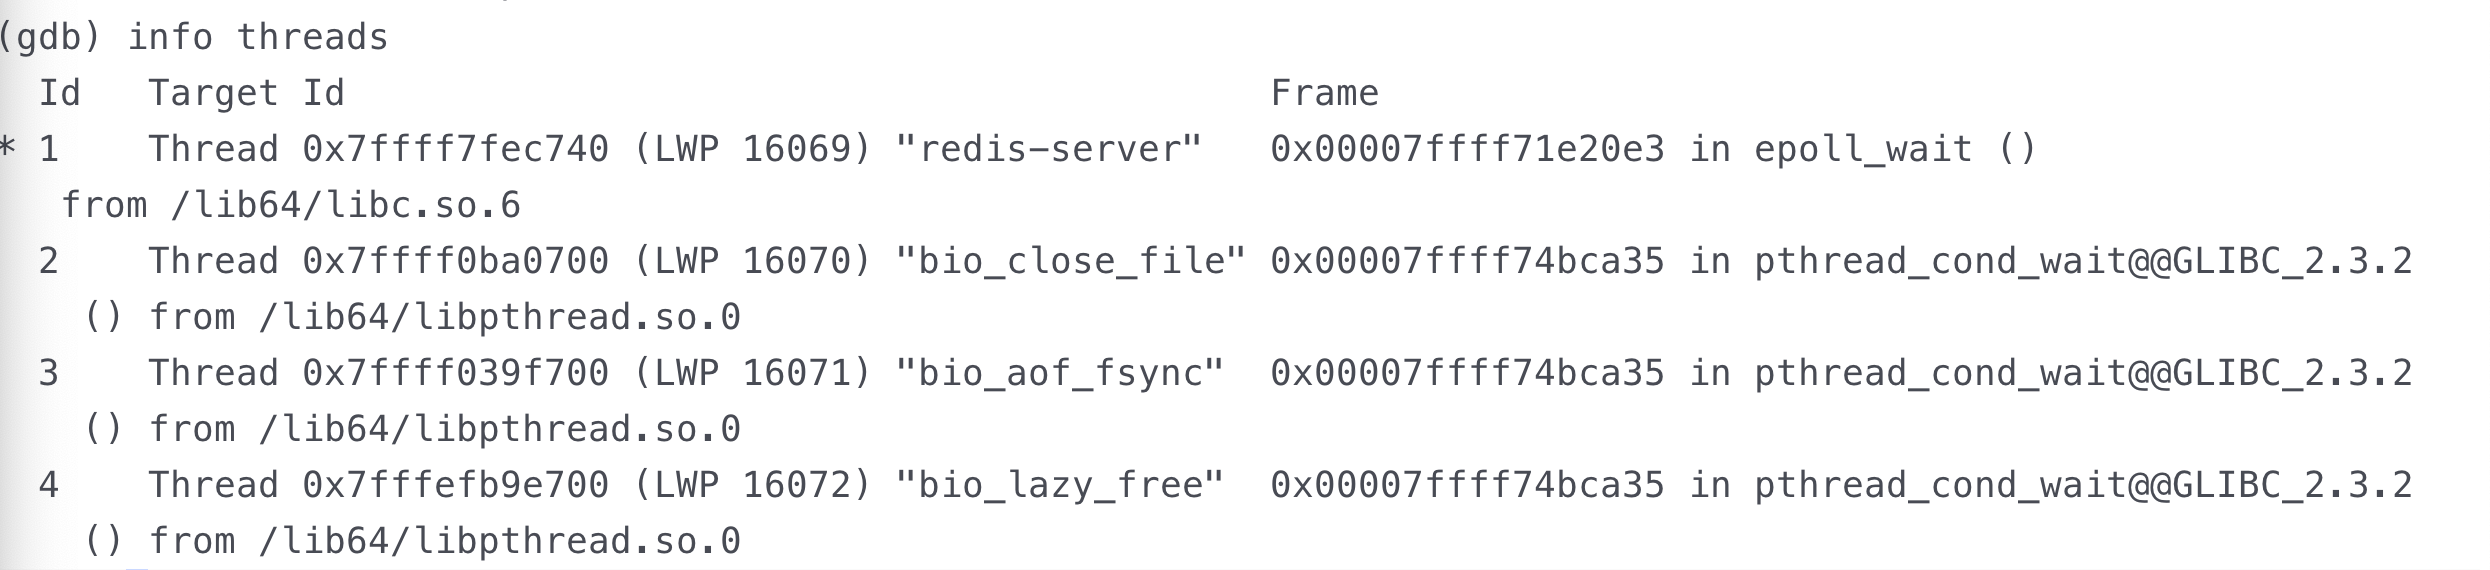 (gdb) info threads
Id Target Id Frame
* 1 Thread 0x7ffff7fec740 (LWP 16069) "redis-server" 0x00007ffff71e20e3 in epoll_wait ()
from /lib64/libc.so.6
2 Thread 0x7ffff0ba0700 (LWP 16070) "bio_close_file" 0x00007ffff74bca35 in pthread_cond_wait@@GLIBC_2.3.2
() from /lib64/libpthread.so.0
3 Thread 0x7ffff039f700 (LWP 16071) "bio_aof_fsync" 0x00007ffff74bca35 in pthread_cond_wait@@GLIBC_2.3.2
() from /lib64/libpthread.so.0
4 Thread 0x7fffefb9e700 (LWP 16072) "bio_lazy_free" 0x00007ffff74bca35 in pthread_cond_wait@@GLIBC_2.3.2
() from /lib64/libpthread.so.0